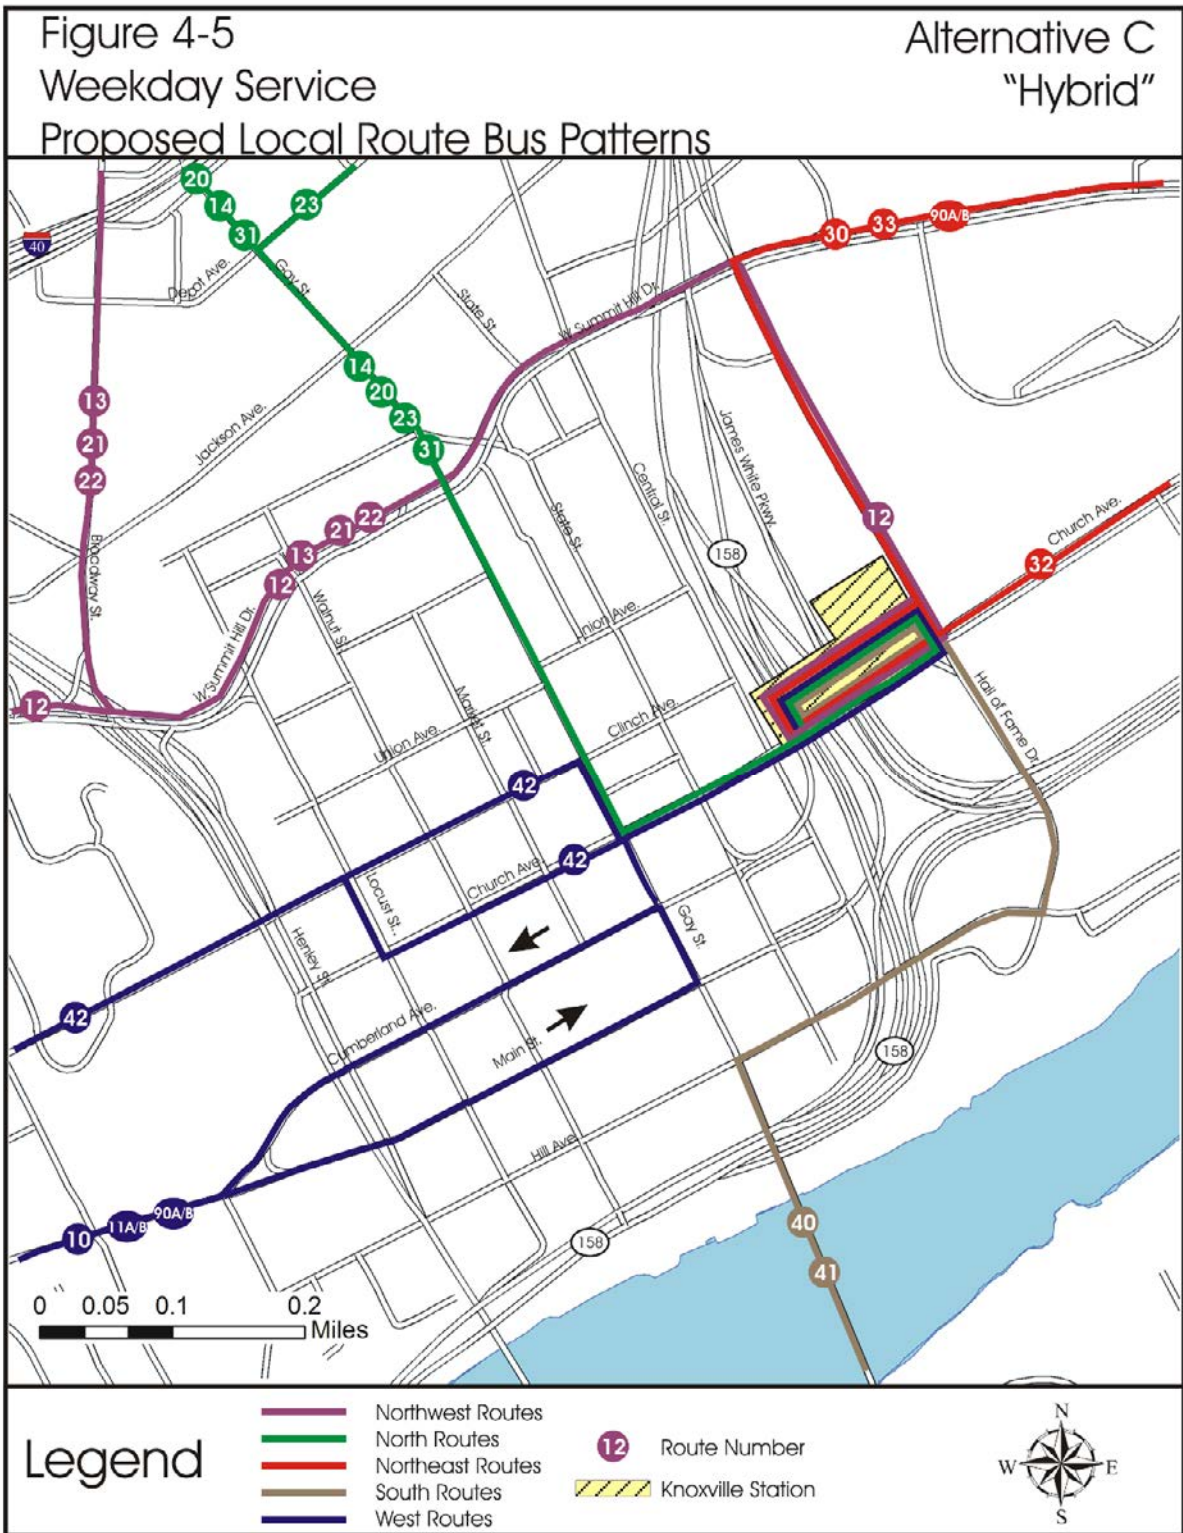 Figure 4-5
Alternative C
Weekday Service
"Hybrid"
Proposed Local Route Bus Patterns
20
14
23
31
40
Depot Ave.
Gay St.
State St.
W Summit Hill Dr.
30
33
90A/B
14
20
23
31
13
21
22
Jackson Ave.
Broadway St.
State St.
Central St.
James White Pkwy.
158
12
Church Ave.
32
22
21
13
12
W.Summit Hill Dr.
Walnut St.
Union Ave.
12
Market St.
Union Ave.
Clinch Ave.
Hall of Fame Dr.
42
42
Church Ave.
Locust St.
Henley St.
Gay St.
42
Cumberland Ave.
Main St.
158
Hill Ave.
10
11A/B
90A/B
158
40
41
0 0.05 0.1 0.2
Miles
Legend
Northwest Routes
North Routes
Northeast Routes
South Routes
West Routes
12 Route Number
Knoxville Station
N
W E
S